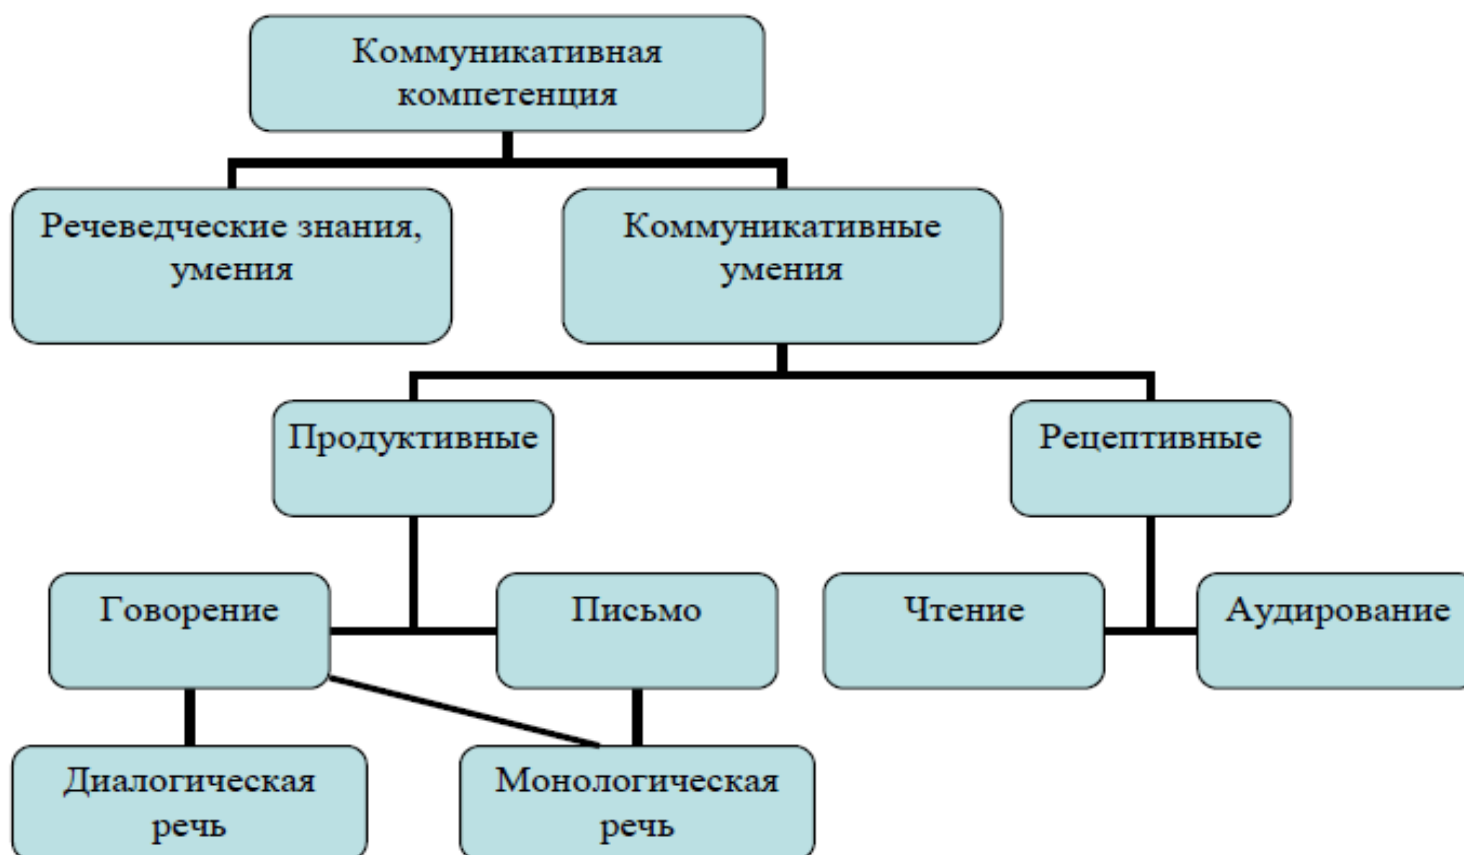 Коммуникативная
компетенция
Речеведческие знания,
умения
Коммуникативные
умения
Продуктивные
Рецептивные
Говорение
Письмо
Чтение
Аудирование
Диалогическая
речь
Монологическая
речь